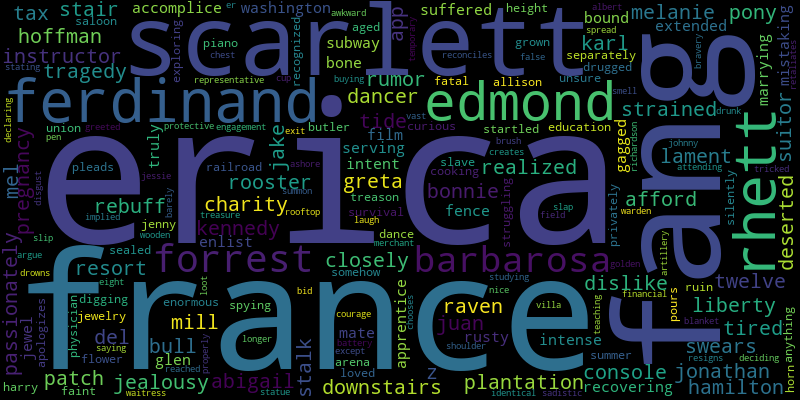 tax stair accomplice washington awkward er height melanie extended pony albert spread
saloon hoffman scarlett app suffered bound false reconciles
instructor exploring piano recognized subway aged grown karl separately unsure mistaking
tragedy chest bone representative cup buying drugged smell stating retaliates
declaring ferdinand rumor fatal allison edmond strained marrying bravery vast
dancer tide temporary suitor
union protective engagement butler exit film curious startled education gagged lament drunk
pen greeted truly jake serving ashore slave brush creates johnny richardson tricked
erica fang rhett
mel pregnancy pleads railroad intent treason cooking realized attending
disgust jessie rooster summon greta bonnie struggling slap afford silently deserted
rebuff charity rooftop survival fence field privately warden
implied barely jenny treasure kennedy laugh dance merchant
slip wooden enlist courage
argue sealed forrest closely barbarosa dislike twelve golden artillery
drowns resort eight somehow studying nice villa financial ruin
passionately digging enormous loot bid chooses apprentice raven teaching liberty
france
jewel apologizes physician jewelry mill spying mate juan shoulder intense pours tired blanket anything
del saying bull longer battery rusty summer swears resigns deciding
flower glen properly except arena z console jonathan
harry patch faint jealousy reached abigail stalk loved downstairs plantation recovering hamilton horn
waitress statue identical sadistic